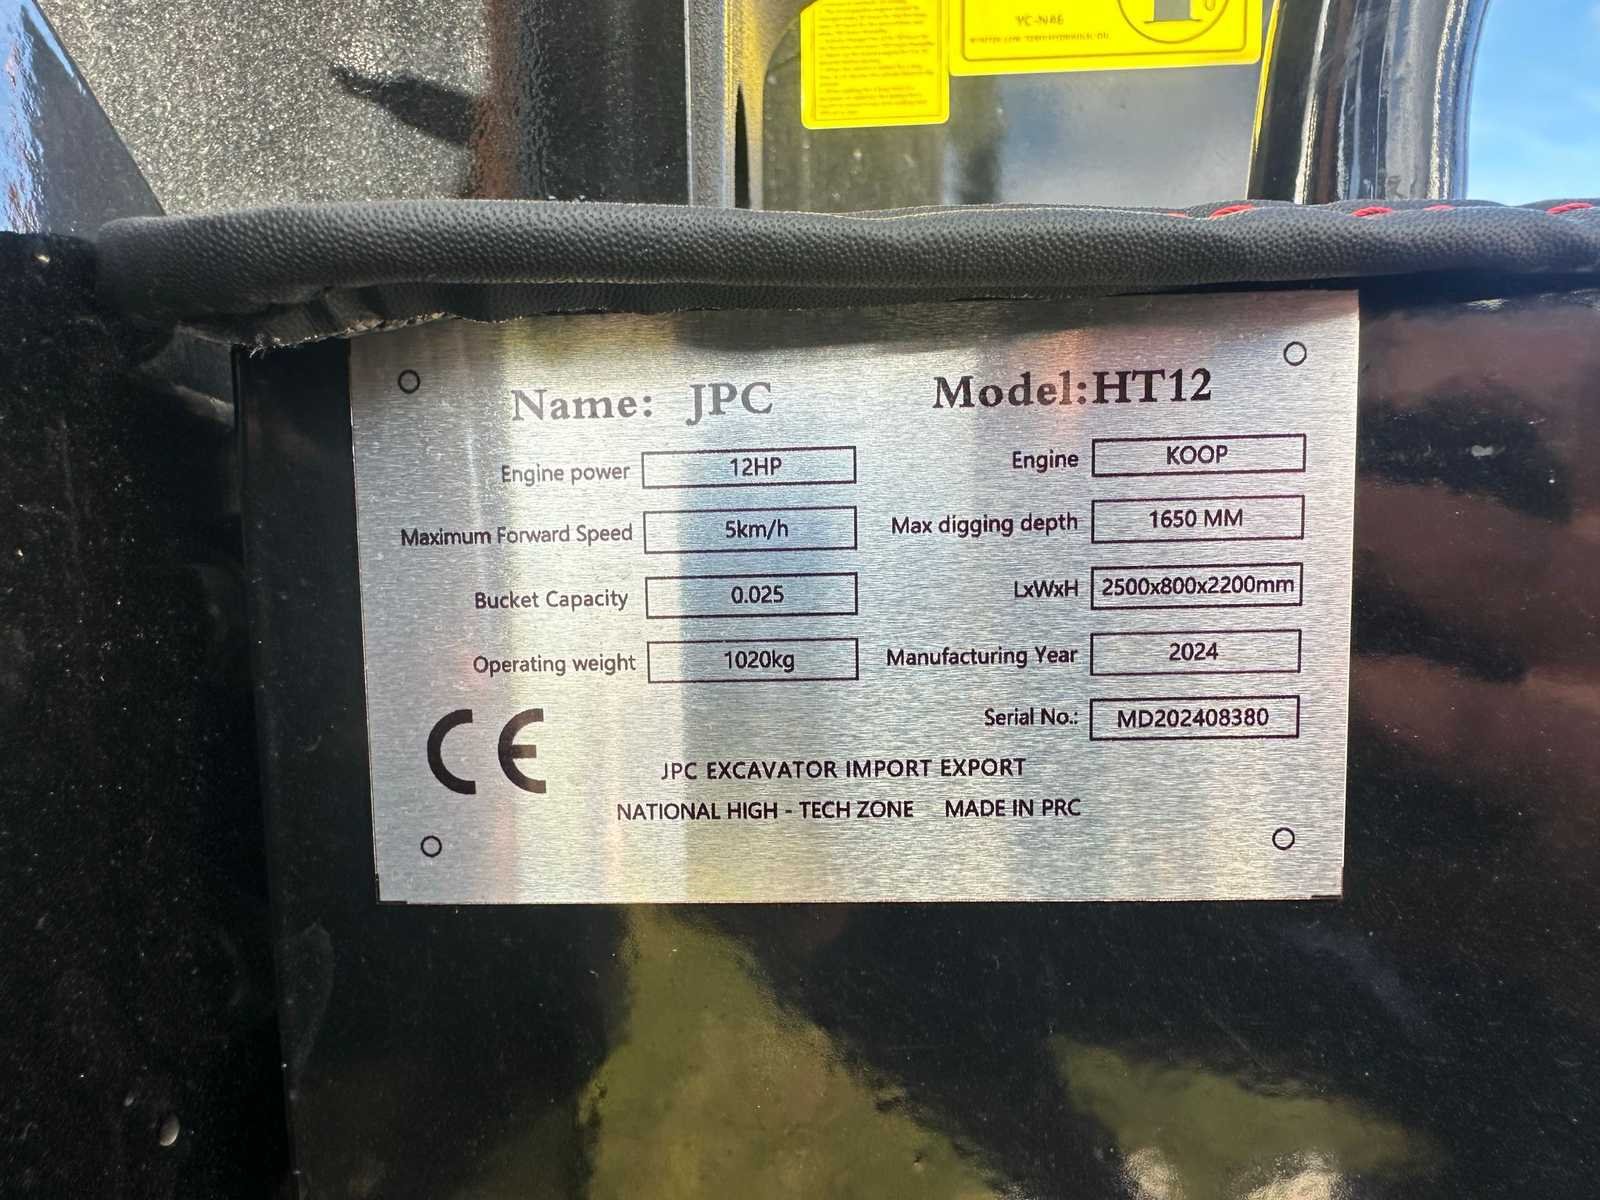 YC-NA6
Name: JPC Model:HT12
Engine power 12HP Engine KOOP
Maximum Forward Speed 5km/h Max digging depth 1650 MM
Bucket Capacity 0.025 LxWxH 2500x800x2200mm
Operating weight 1020kg Manufacturing Year 2024
Serial No.: MD202408380
CE
JPC EXCAVATOR IMPORT EXPORT
NATIONAL HIGH - TECH ZONE MADE IN PRC